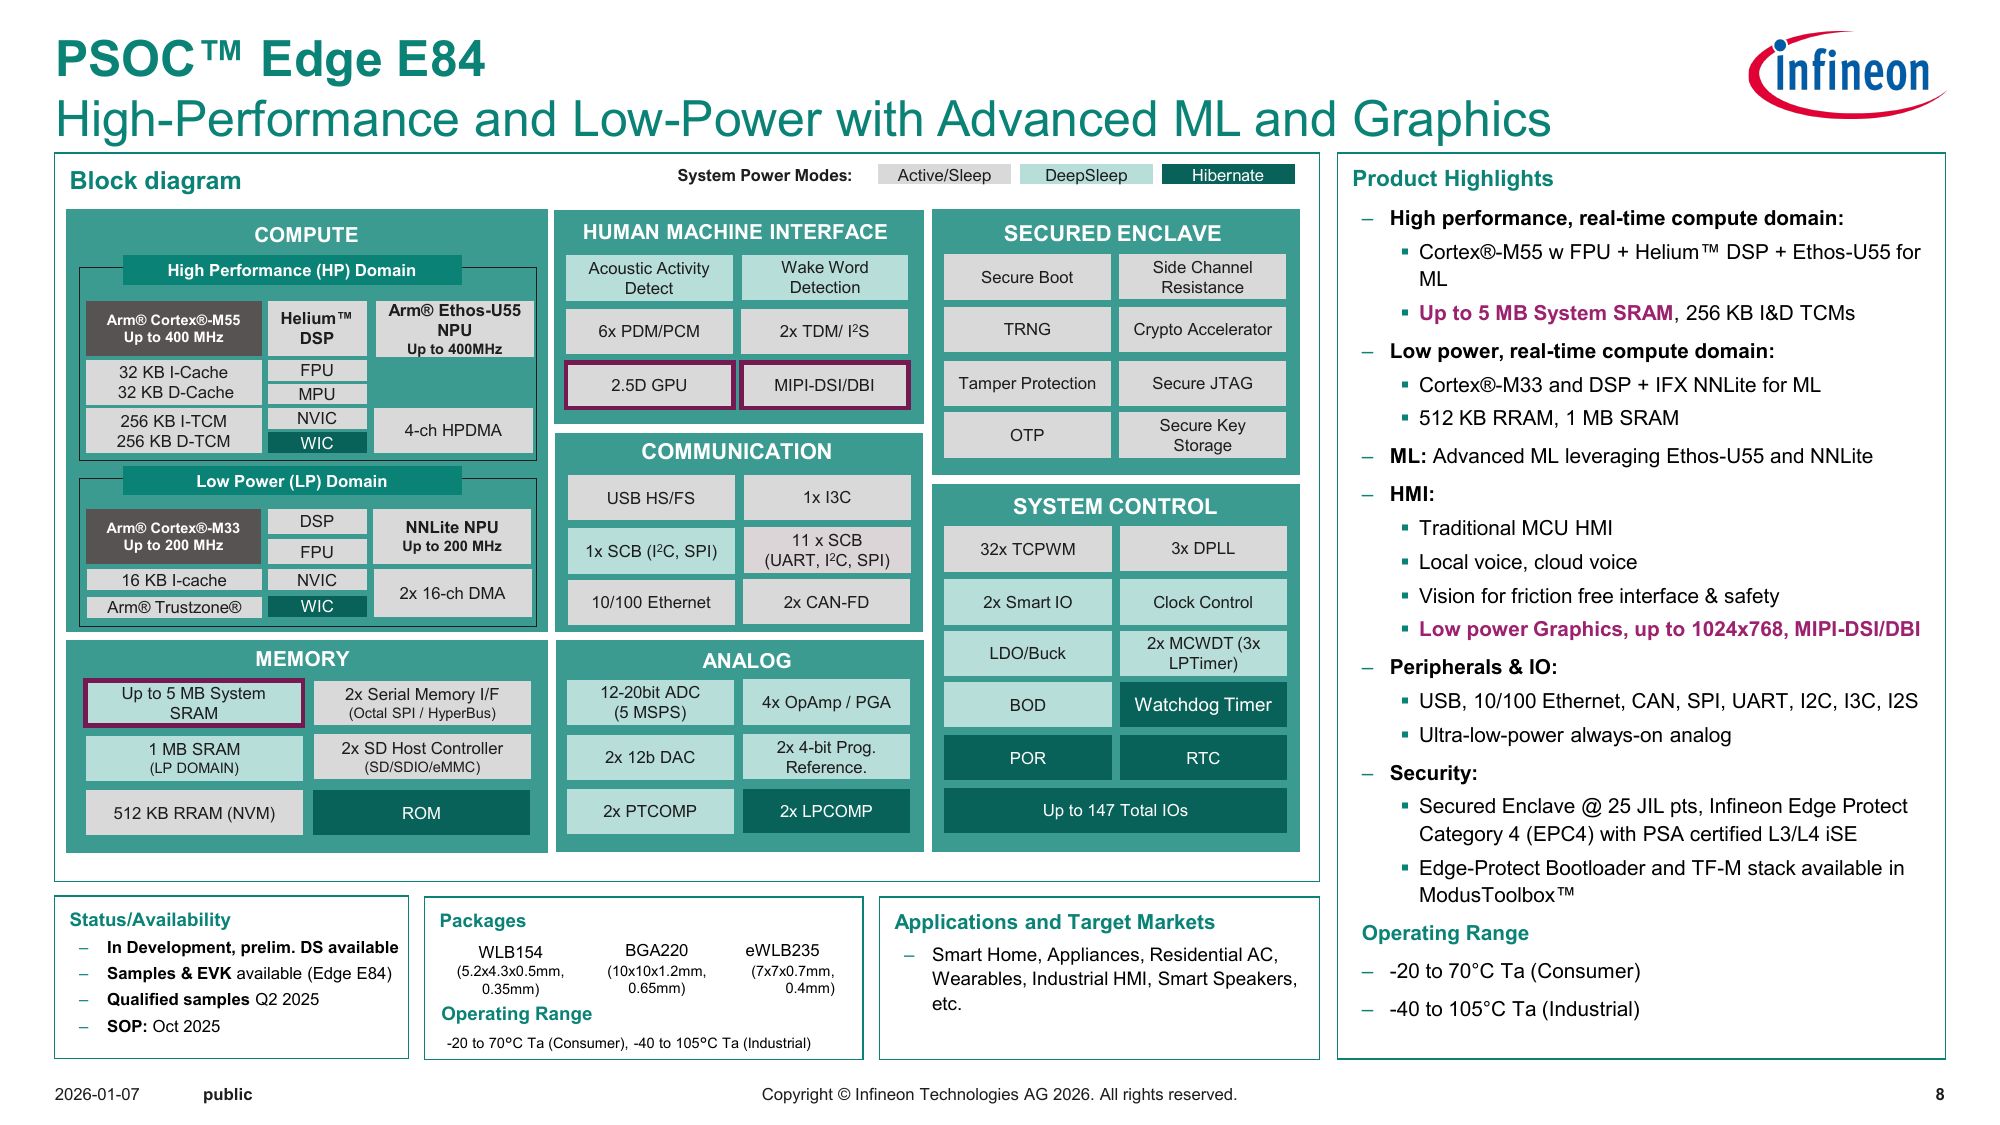 PSOC™ Edge E84
High-Performance and Low-Power with Advanced ML and Graphics
infineon
Block diagram
System Power Modes:
Active/Sleep
DeepSleep
Hibernate
COMPUTE
High Performance (HP) Domain
Arm® Cortex®-M55
Up to 400 MHz
Helium™
DSP
Arm® Ethos-U55
NPU
Up to 400MHz
32 KB I-Cache
32 KB D-Cache
FPU
MPU
256 KB I-TCM
256 KB D-TCM
NVIC
WIC
4-ch HPDMA
Low Power (LP) Domain
Arm® Cortex®-M33
Up to 200 MHz
DSP
FPU
NNLite NPU
Up to 200 MHz
16 KB I-cache
Arm® Trustzone®
NVIC
WIC
2x 16-ch DMA
MEMORY
Up to 5 MB System
SRAM
2x Serial Memory I/F
(Octal SPI / HyperBus)
1 MB SRAM
(LP DOMAIN)
2x SD Host Controller
(SD/SDIO/eMMC)
512 KB RRAM (NVM)
ROM
HUMAN MACHINE INTERFACE
Acoustic Activity
Detect
Wake Word
Detection
6x PDM/PCM
2x TDM/ I²S
2.5D GPU
MIPI-DSI/DBI
COMMUNICATION
USB HS/FS
1x I3C
1x SCB (I²C, SPI)
11 x SCB
(UART, I²C, SPI)
10/100 Ethernet
2x CAN-FD
ANALOG
12-20bit ADC
(5 MSPS)
4x OpAmp / PGA
2x 12b DAC
2x 4-bit Prog.
Reference.
2x PTCOMP
2x LPCOMP
SECURED ENCLAVE
Secure Boot
Side Channel
Resistance
TRNG
Crypto Accelerator
Tamper Protection
Secure JTAG
OTP
Secure Key
Storage
SYSTEM CONTROL
32x TCPWM
3x DPLL
2x Smart IO
Clock Control
LDO/Buck
2x MCWDT (3x
LPTimer)
BOD
Watchdog Timer
POR
RTC
Up to 147 Total IOs
Product Highlights
– High performance, real-time compute domain:
▪ Cortex®-M55 w FPU + Helium™ DSP + Ethos-U55 for
ML
▪ Up to 5 MB System SRAM, 256 KB I&D TCMs
– Low power, real-time compute domain:
▪ Cortex®-M33 and DSP + IFX NNLite for ML
▪ 512 KB RRAM, 1 MB SRAM
– ML: Advanced ML leveraging Ethos-U55 and NNLite
– HMI:
▪ Traditional MCU HMI
▪ Local voice, cloud voice
▪ Vision for friction free interface & safety
▪ Low power Graphics, up to 1024x768, MIPI-DSI/DBI
– Peripherals & IO:
▪ USB, 10/100 Ethernet, CAN, SPI, UART, I2C, I3C, I2S
▪ Ultra-low-power always-on analog
– Security:
▪ Secured Enclave @ 25 JIL pts, Infineon Edge Protect
Category 4 (EPC4) with PSA certified L3/L4 iSE
▪ Edge-Protect Bootloader and TF-M stack available in
ModusToolbox™
Operating Range
– -20 to 70°C Ta (Consumer)
– -40 to 105°C Ta (Industrial)
Status/Availability
– In Development, prelim. DS available
– Samples & EVK available (Edge E84)
– Qualified samples Q2 2025
– SOP: Oct 2025
Packages
WLB154
(5.2x4.3x0.5mm,
0.35mm)
BGA220
(10x10x1.2mm,
0.65mm)
eWLB235
(7x7x0.7mm,
0.4mm)
Operating Range
-20 to 70°C Ta (Consumer), -40 to 105°C Ta (Industrial)
Applications and Target Markets
– Smart Home, Appliances, Residential AC,
Wearables, Industrial HMI, Smart Speakers,
etc.
2026-01-07
public
Copyright © Infineon Technologies AG 2026. All rights reserved.
8